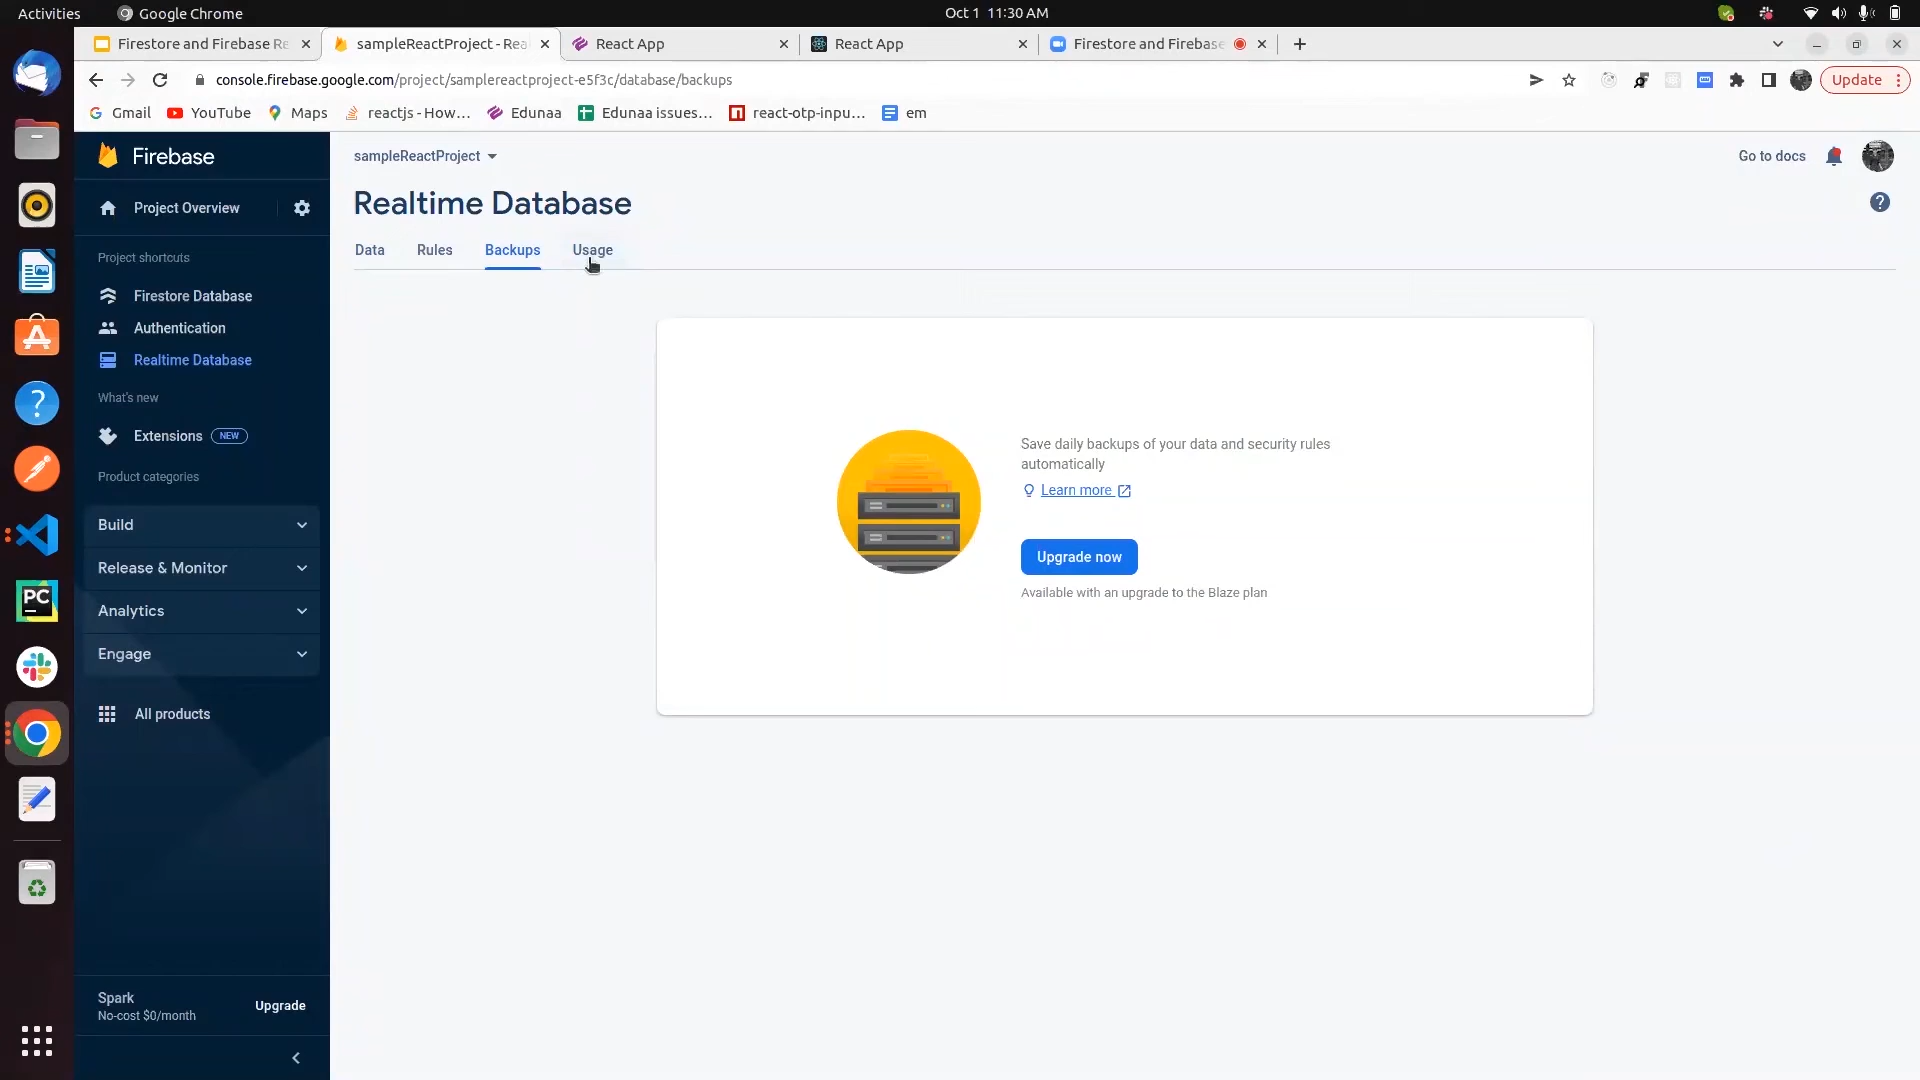 Activities
Google Chrome
Oct 1 11:30 AM
Firestore and Firebase Re
sampleReactProject - Rea
React App
React App
Firestore and Firebase
console.firebase.google.com/project/samplereactproject-e5f3c/database/backups
Update
Gmail
YouTube
Maps
reactjs - How...
Edunaa
Edunaa issues...
react-otp-inpu...
em
Firebase
sampleReactProject
Go to docs
Project Overview
Realtime Database
Data
Rules
Backups
Usage
Project shortcuts
Firestore Database
Authentication
Realtime Database
What's new
Extensions NEW
Product categories
Build
Release & Monitor
Analytics
Engage
All products
Save daily backups of your data and security rules
automatically
Learn more
Upgrade now
Available with an upgrade to the Blaze plan
PC
Spark
No-cost $0/month
Upgrade